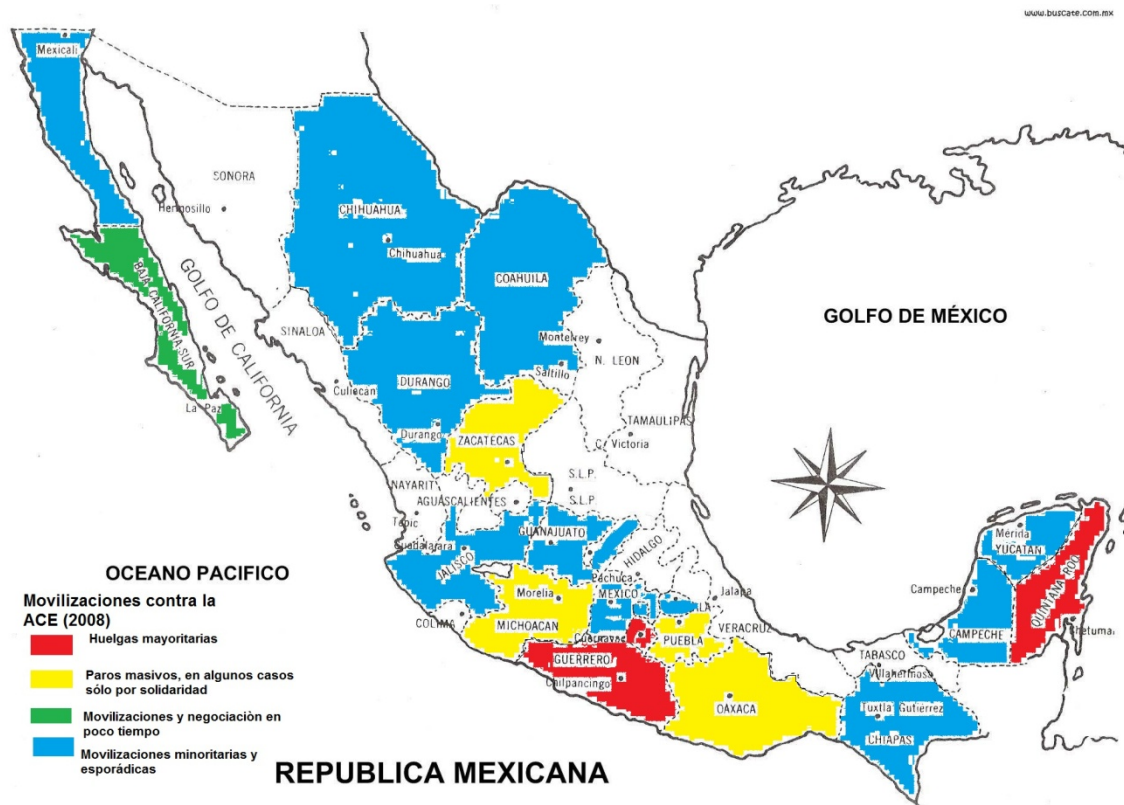 www.buscate.com.mx
Mexicali
SONORA
Hermosillo
CHIHUAHUA
Chihuahua
COAHUILA
GOLFO DE CALIFORNIA
BAJA CALIFORNIA SUR
La Paz
SINALOA
Culiacán
DURANGO
Durango
Monterrey
N. LEON
Saltillo
TAMAULIPAS
C. Victoria
ZACATECAS
S.L.P.
S.L.P.
NAYARIT
AGUASCALIENTES
Tepic
Guadalajara
GUANAJUATO
JALISCO
HIDALGO
Pachuca
MEXICO
Morelia
MICHOACAN
COLIMA
Jalapa
VERACRUZ
PUEBLA
GUERRERO
Chilpancingo
OAXACA
GOLFO DE MÉXICO
Mérida
YUCATAN
QUINTANA ROO
Campeche
CAMPECHE
TABASCO
Villahermosa
Tuxtla Gutiérrez
CHIAPAS
OCEANO PACIFICO
Movilizaciones contra la
ACE (2008)
Huelgas mayoritarias
Paros masivos, en algunos casos
sólo por solidaridad
Movilizaciones y negociaciòn en
poco tiempo
Movilizaciones minoritarias y
esporádicas
REPUBLICA MEXICANA